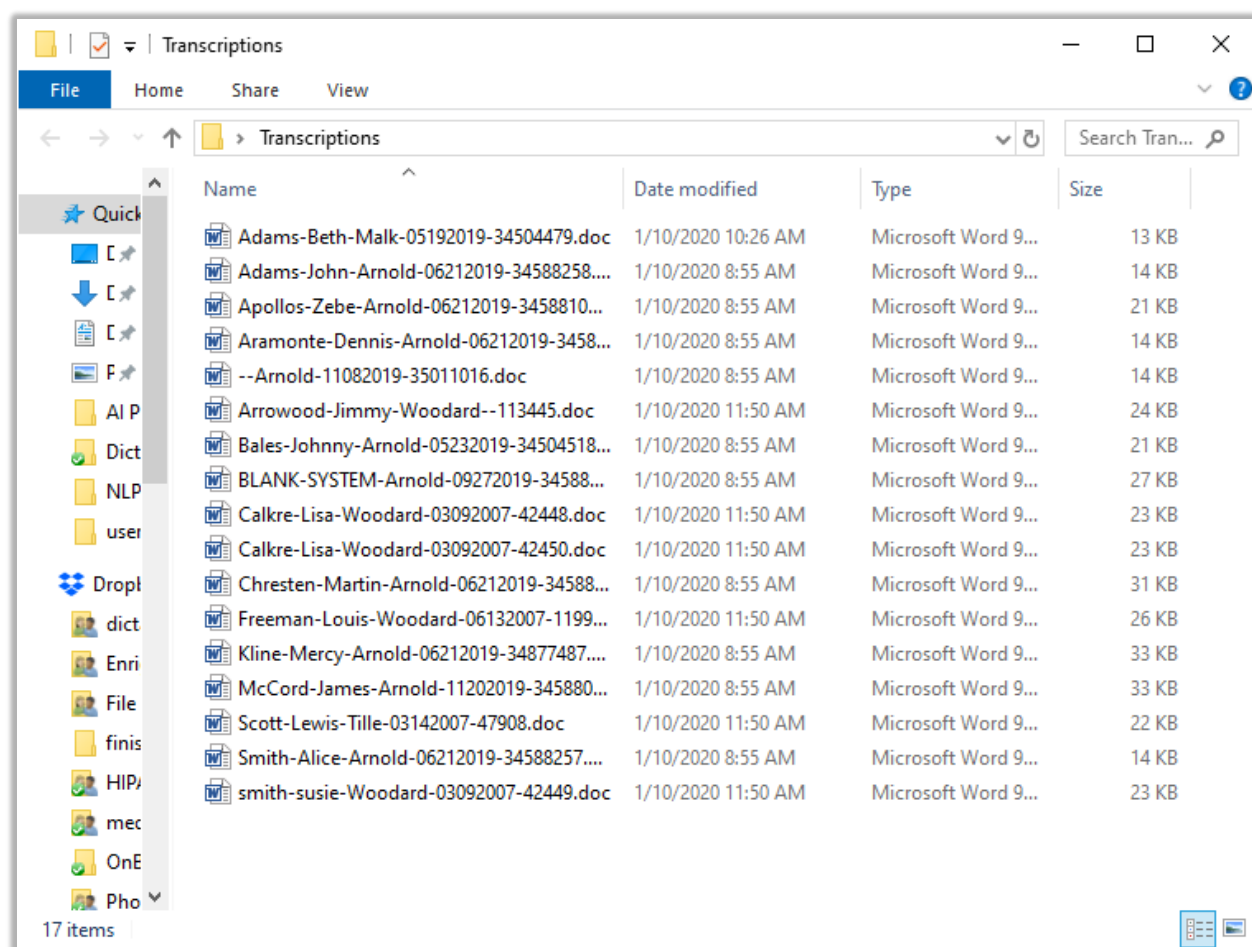 Transcriptions
File Home Share View
Transcriptions Search Tran...
Name Date modified Type Size
Quick
Adams-Beth-Malk-05192019-34504479.doc 1/10/2020 10:26 AM Microsoft Word 9... 13 KB
Adams-John-Arnold-06212019-34588258.... 1/10/2020 8:55 AM Microsoft Word 9... 14 KB
Apollos-Zebe-Arnold-06212019-3458810... 1/10/2020 8:55 AM Microsoft Word 9... 21 KB
Aramonte-Dennis-Arnold-06212019-3458... 1/10/2020 8:55 AM Microsoft Word 9... 14 KB
--Arnold-11082019-35011016.doc 1/10/2020 8:55 AM Microsoft Word 9... 14 KB
AI P Arrowood-Jimmy-Woodard--113445.doc 1/10/2020 11:50 AM Microsoft Word 9... 24 KB
Dict Bales-Johnny-Arnold-05232019-34504518... 1/10/2020 8:55 AM Microsoft Word 9... 21 KB
NLP BLANK-SYSTEM-Arnold-09272019-34588... 1/10/2020 8:55 AM Microsoft Word 9... 27 KB
user Calkre-Lisa-Woodard-03092007-42448.doc 1/10/2020 11:50 AM Microsoft Word 9... 23 KB
Calkre-Lisa-Woodard-03092007-42450.doc 1/10/2020 11:50 AM Microsoft Word 9... 23 KB
Chresten-Martin-Arnold-06212019-34588... 1/10/2020 8:55 AM Microsoft Word 9... 31 KB
dict Freeman-Louis-Woodard-06132007-1199... 1/10/2020 11:50 AM Microsoft Word 9... 26 KB
Enri Kline-Mercy-Arnold-06212019-34877487.... 1/10/2020 8:55 AM Microsoft Word 9... 33 KB
File McCord-James-Arnold-11202019-345880... 1/10/2020 8:55 AM Microsoft Word 9... 33 KB
finis Scott-Lewis-Tille-03142007-47908.doc 1/10/2020 11:50 AM Microsoft Word 9... 22 KB
HIPA Smith-Alice-Arnold-06212019-34588257.... 1/10/2020 8:55 AM Microsoft Word 9... 14 KB
smith-susie-Woodard-03092007-42449.doc 1/10/2020 11:50 AM Microsoft Word 9... 23 KB
med
OnE
Pho
17 items